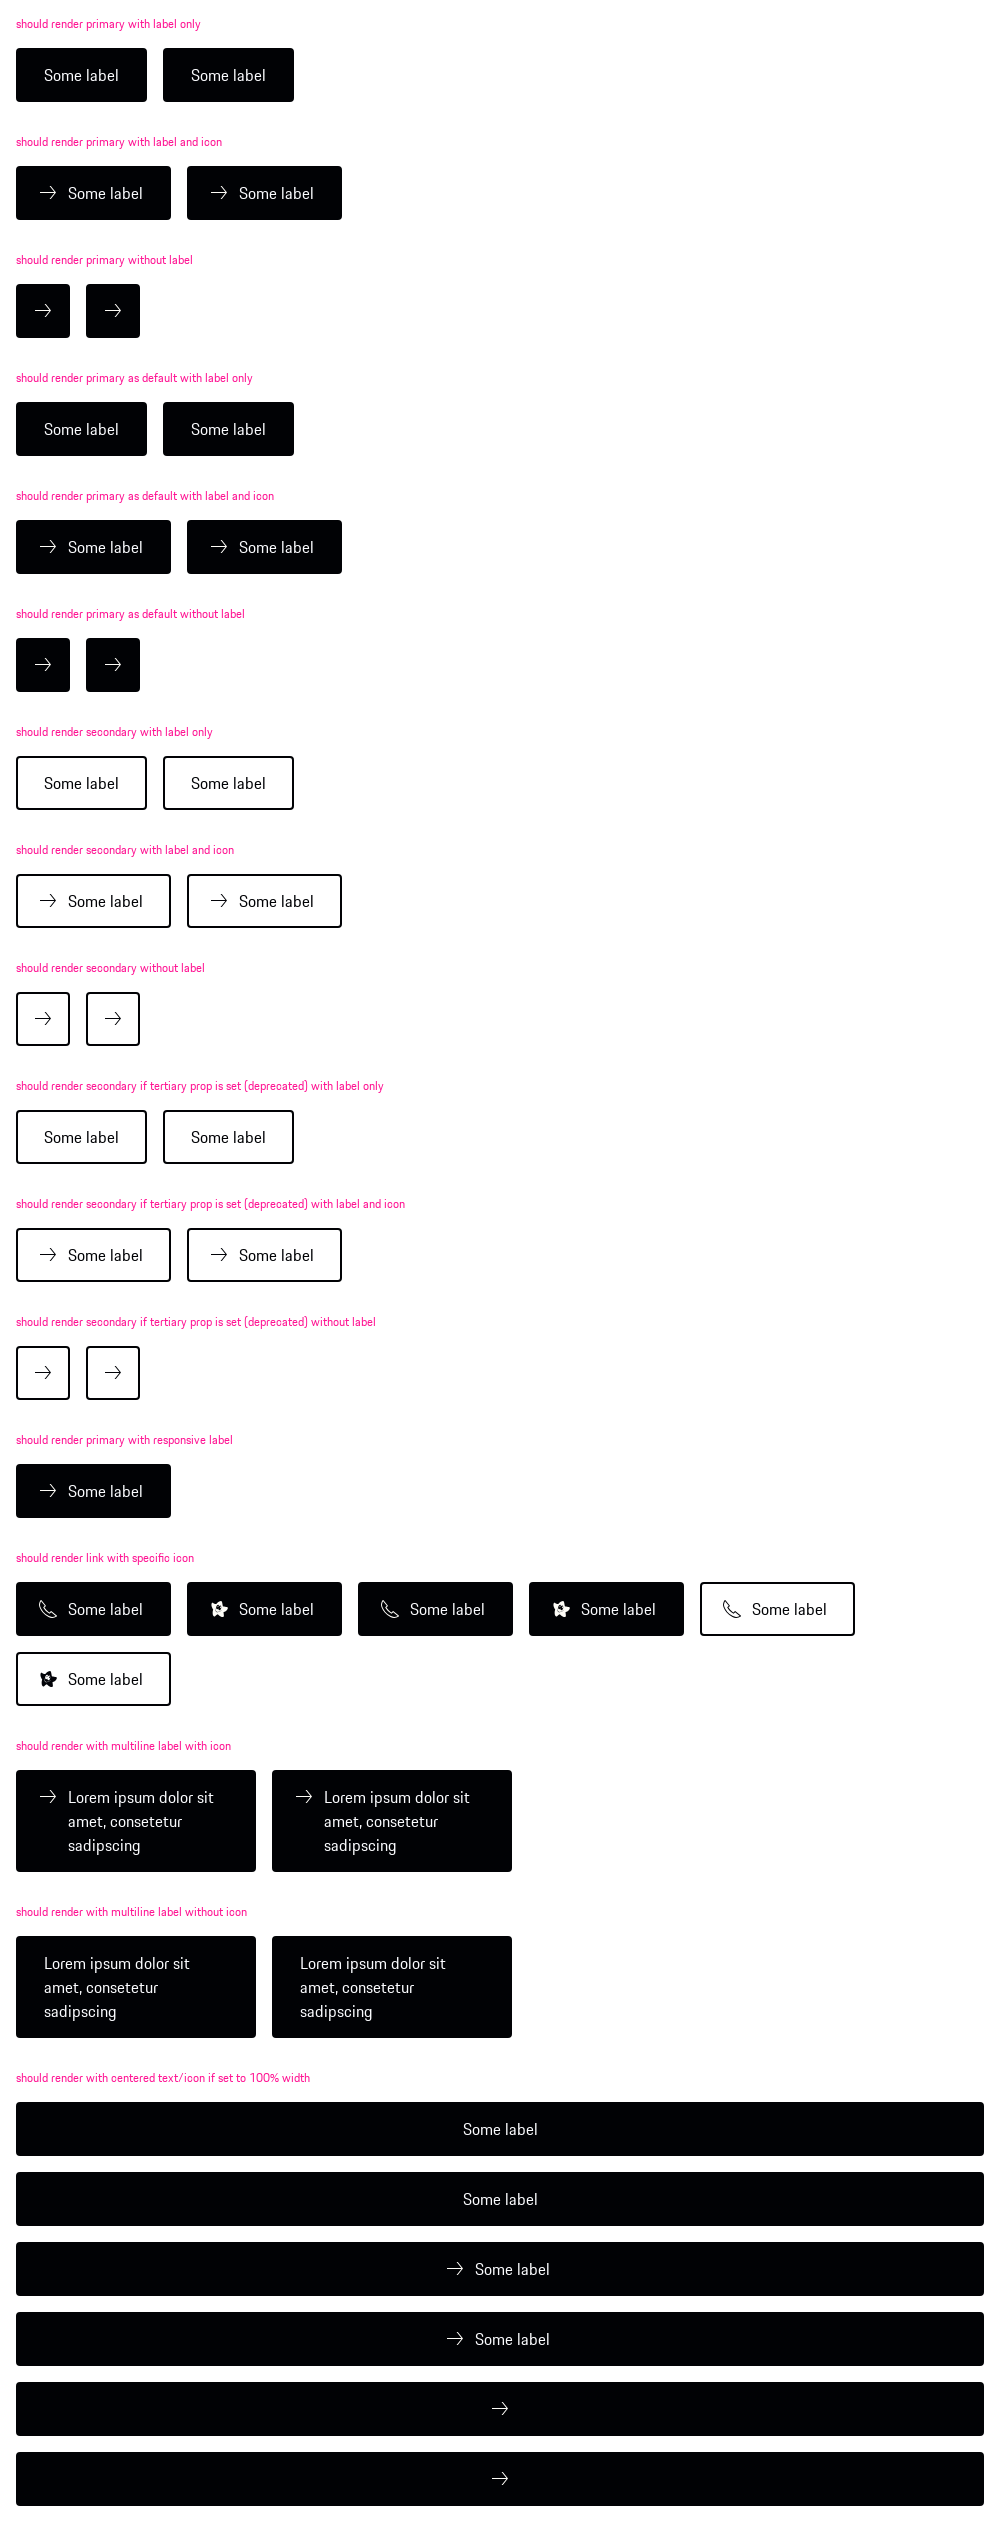 should render primary with label only
Some label Some label
should render primary with label and icon
Some label Some label
should render primary without label
should render primary as default with label only
Some label Some label
should render primary as default with label and icon
Some label Some label
should render primary as default without label
should render secondary with label only
Some label Some label
should render secondary with label and icon
Some label Some label
should render secondary without label
should render secondary if tertiary prop is set (deprecated) with label only
Some label Some label
should render secondary if tertiary prop is set (deprecated) with label and icon
Some label Some label
should render secondary if tertiary prop is set (deprecated) without label
should render primary with responsive label
Some label
should render link with specific icon
Some label Some label Some label Some label Some label
Some label
should render with multiline label with icon
Lorem ipsum dolor sit
amet, consetetur
sadipscing
Lorem ipsum dolor sit
amet, consetetur
sadipscing
should render with multiline label without icon
Lorem ipsum dolor sit
amet, consetetur
sadipscing
Lorem ipsum dolor sit
amet, consetetur
sadipscing
should render with centered text/icon if set to 100% width
Some label
Some label
Some label
Some label